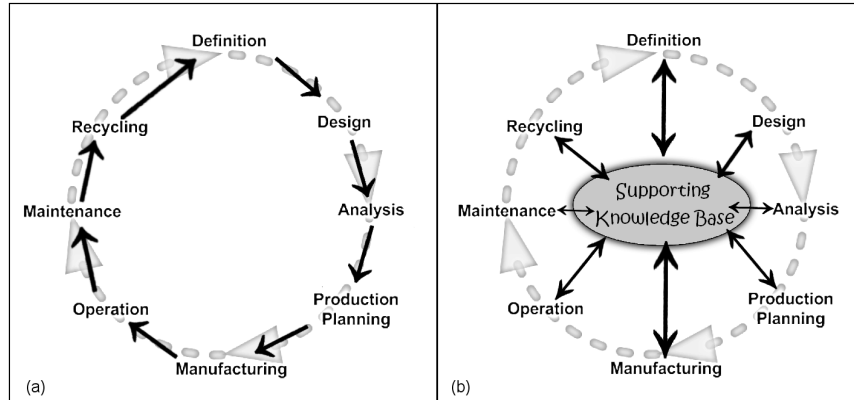 Definition
Design
Recycling
Maintenance
Analysis
Operation
Production
Planning
Manufacturing
(a)
Definition
Design
Recycling
Supporting
Knowledge Base
Maintenance
Analysis
Operation
Production
Planning
Manufacturing
(b)